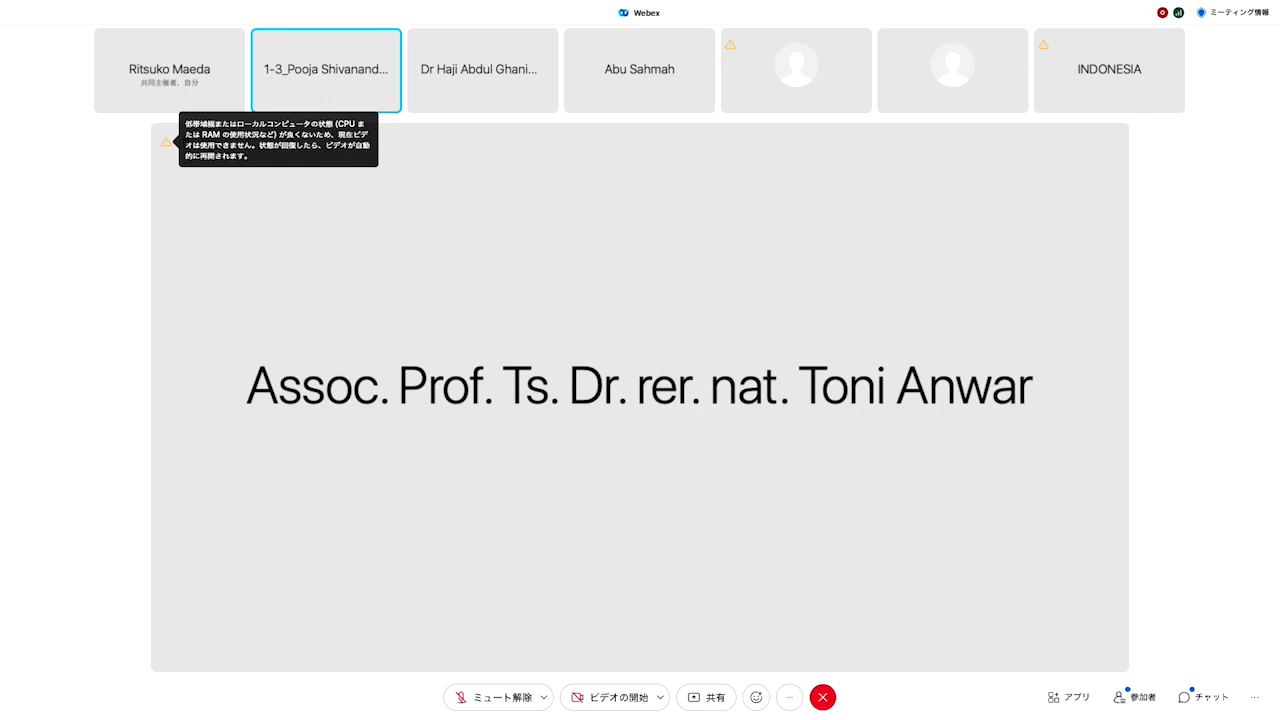 Webex
ミーティング情報
Ritsuko Maeda
共同主催者、自分
1-3_Pooja Shivanand...
Dr Haji Abdul Ghani...
Abu Sahmah
INDONESIA
低帯域幅またはローカルコンピュータの状態 (CPU ま
たは RAM の使用状況など) が良くないため、現在ビデ
オは使用できません。状態が回復したら、ビデオが自動
的に再開されます。
Assoc. Prof. Ts. Dr. rer. nat. Toni Anwar
ミュート解除
ビデオの開始
共有
アプリ
参加者
チャット